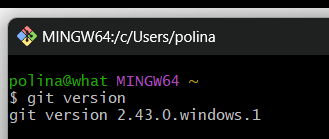 MINGW64:/c/Users/polina
polina@what MINGW64 ~
$ git version
git version 2.43.0.windows.1